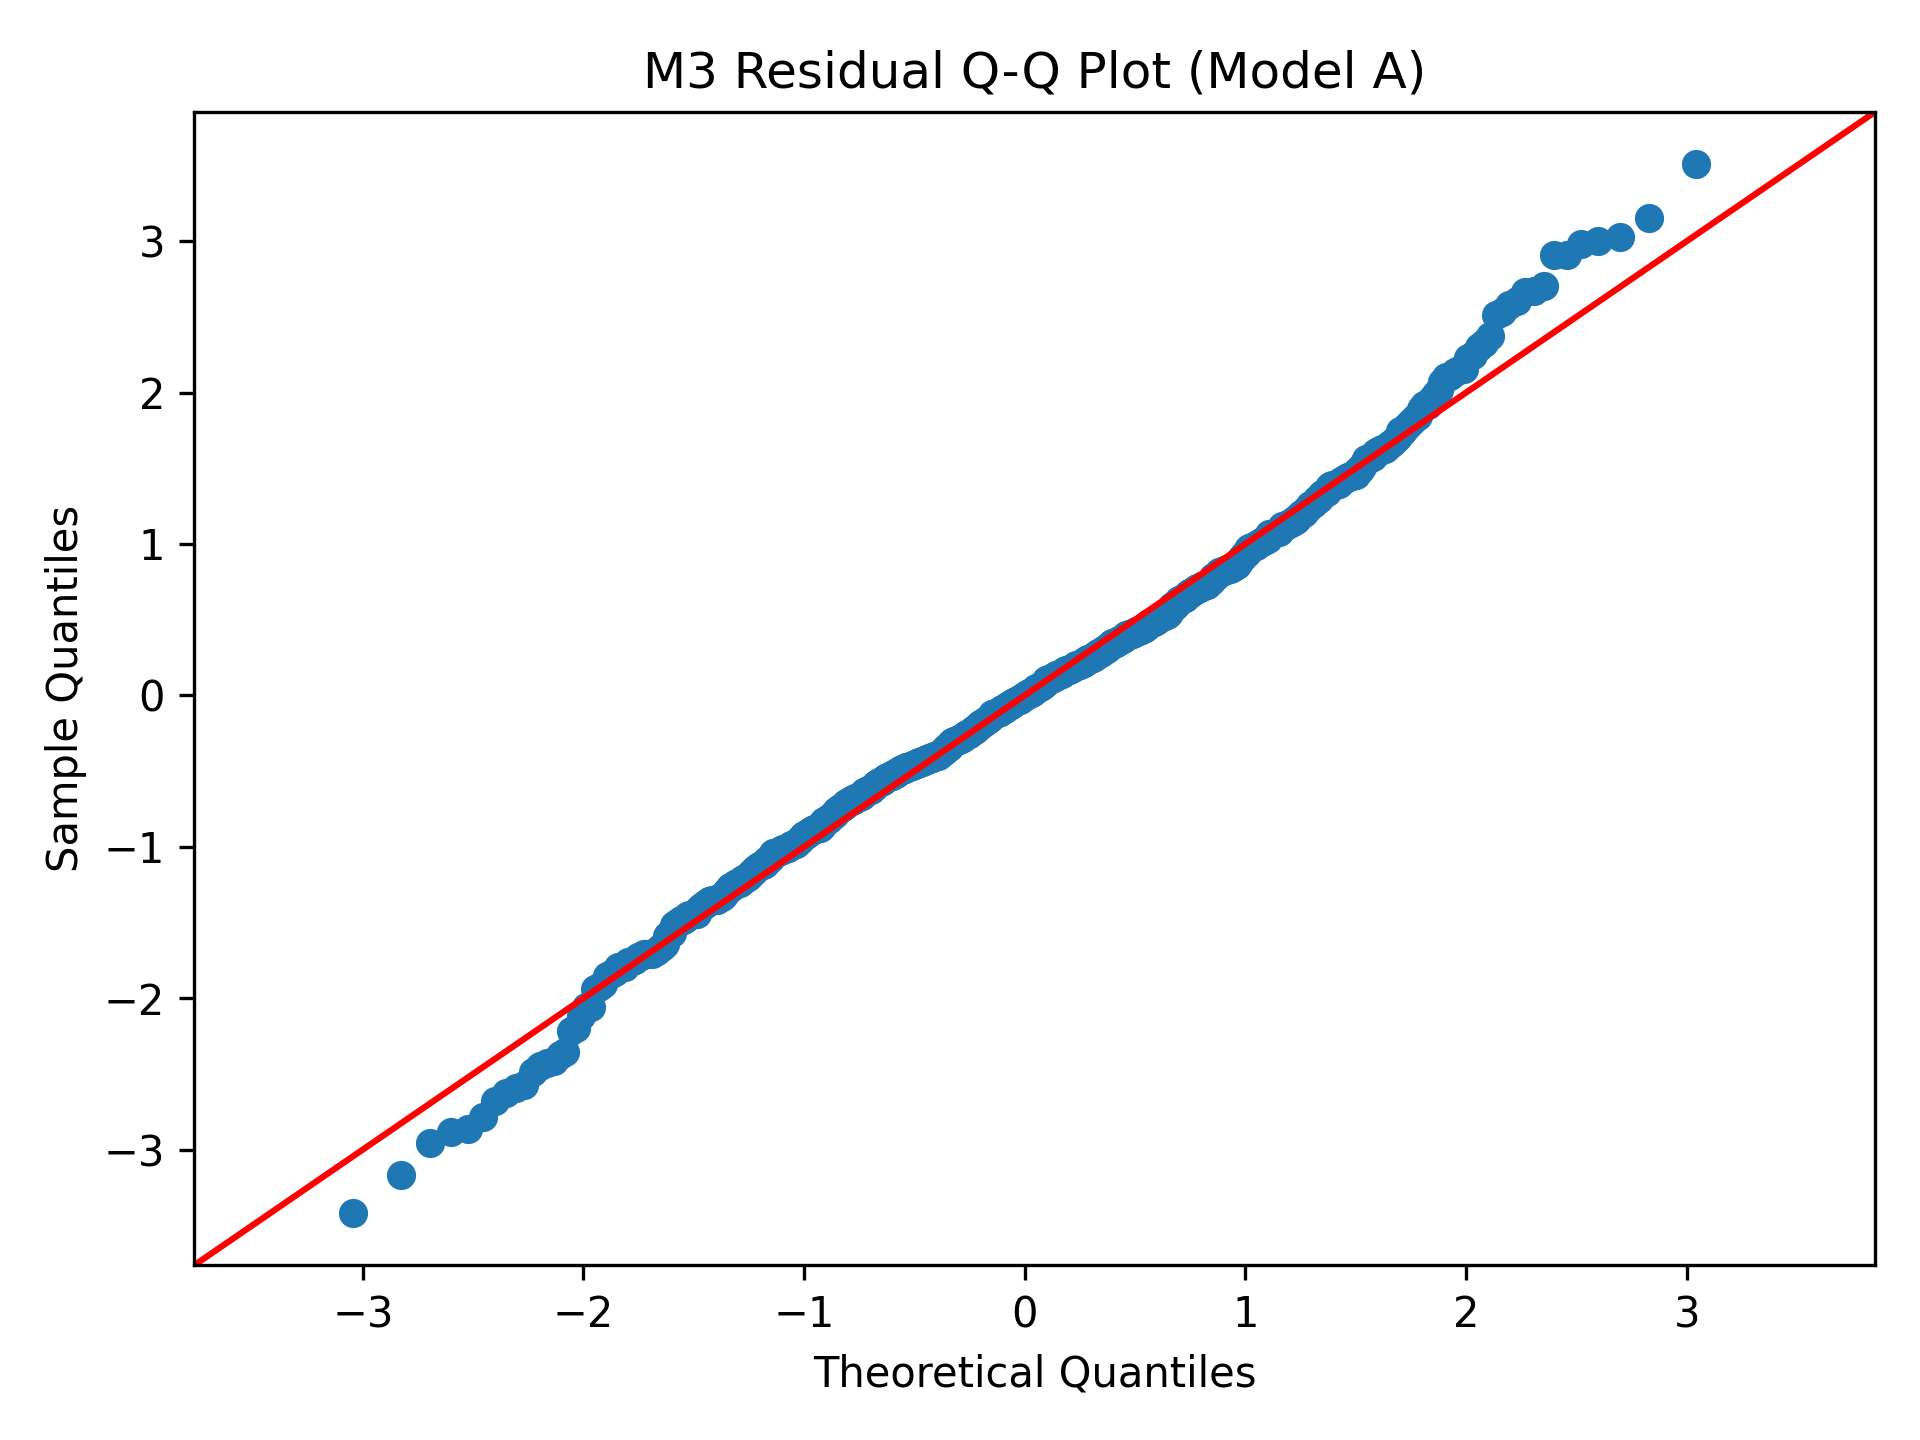 M3 Residual Q-Q Plot (Model A)
3
2
1
0
−1
−2
−3
Sample Quantiles
−3 −2 −1 0 1 2 3
Theoretical Quantiles